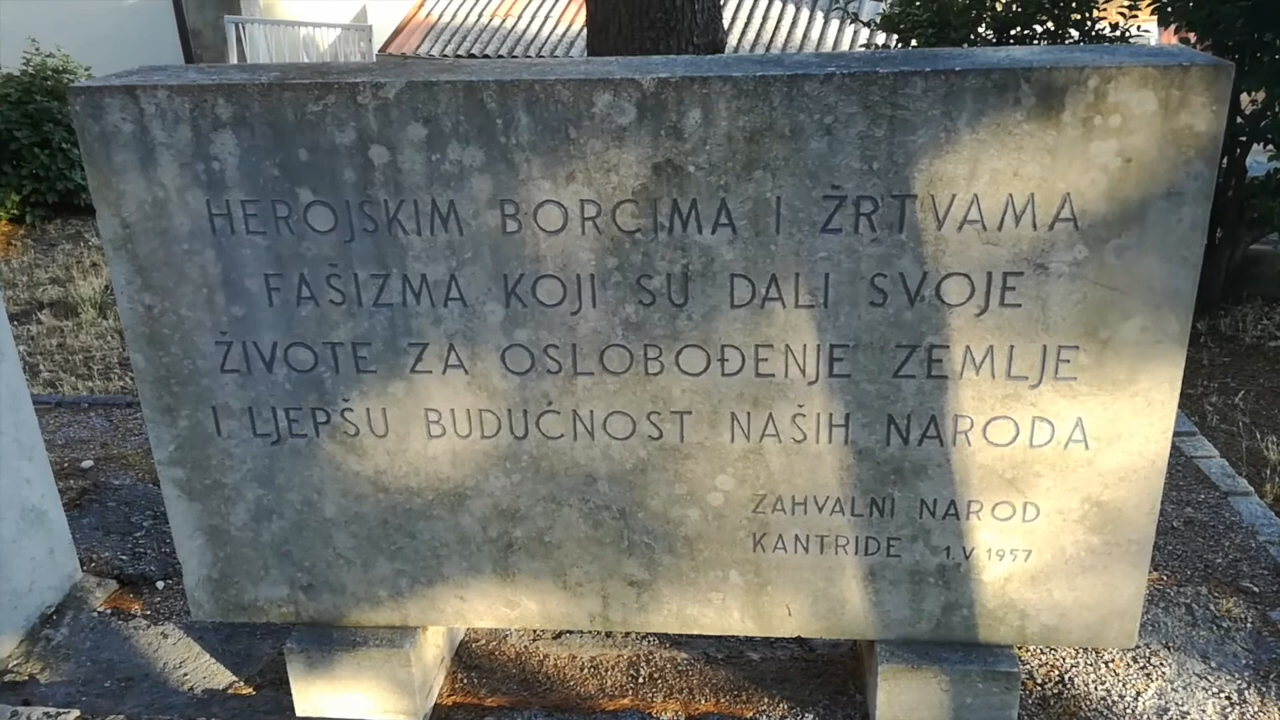 HEROJSKIM BORCIMA I ŽRTVAMA
FAŠIZMA KOJI SU DALI SVOJE
ŽIVOTE ZA OSLOBOĐENJE ZEMLJE
I LJEPŠU BUDUĆNOST NAŠIH NARODA
ZAHVALNI NAROD
KANTRIDE 1.V 1957